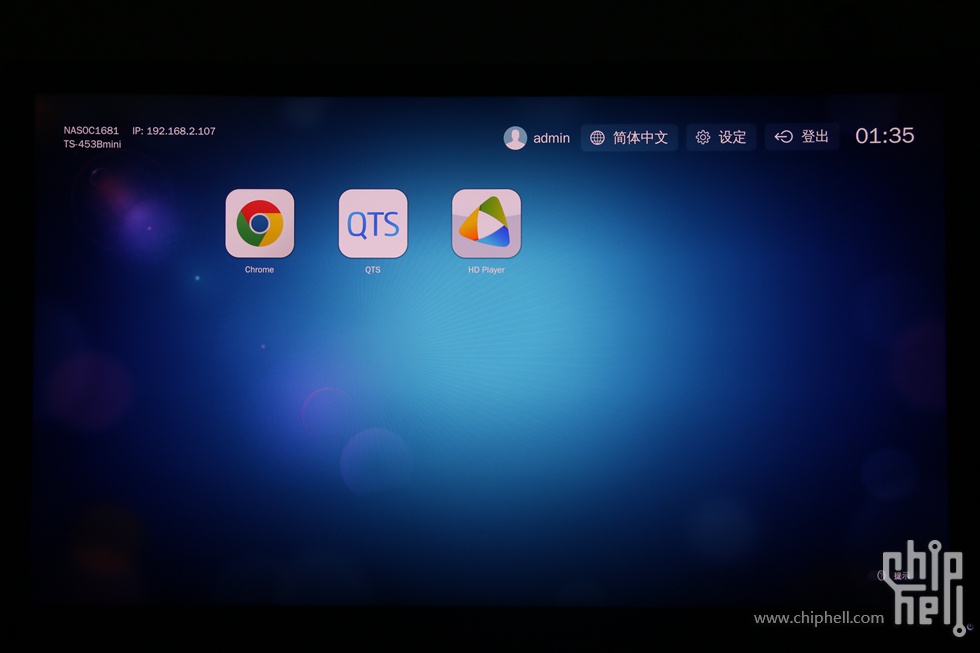 NASOC1681 IP: 192.168.2.107
TS-453Bmini
admin 简体中文 设定 登出 01:35
QTS
Chrome QTS HD Player
提示
chip
hell
www.chiphell.com